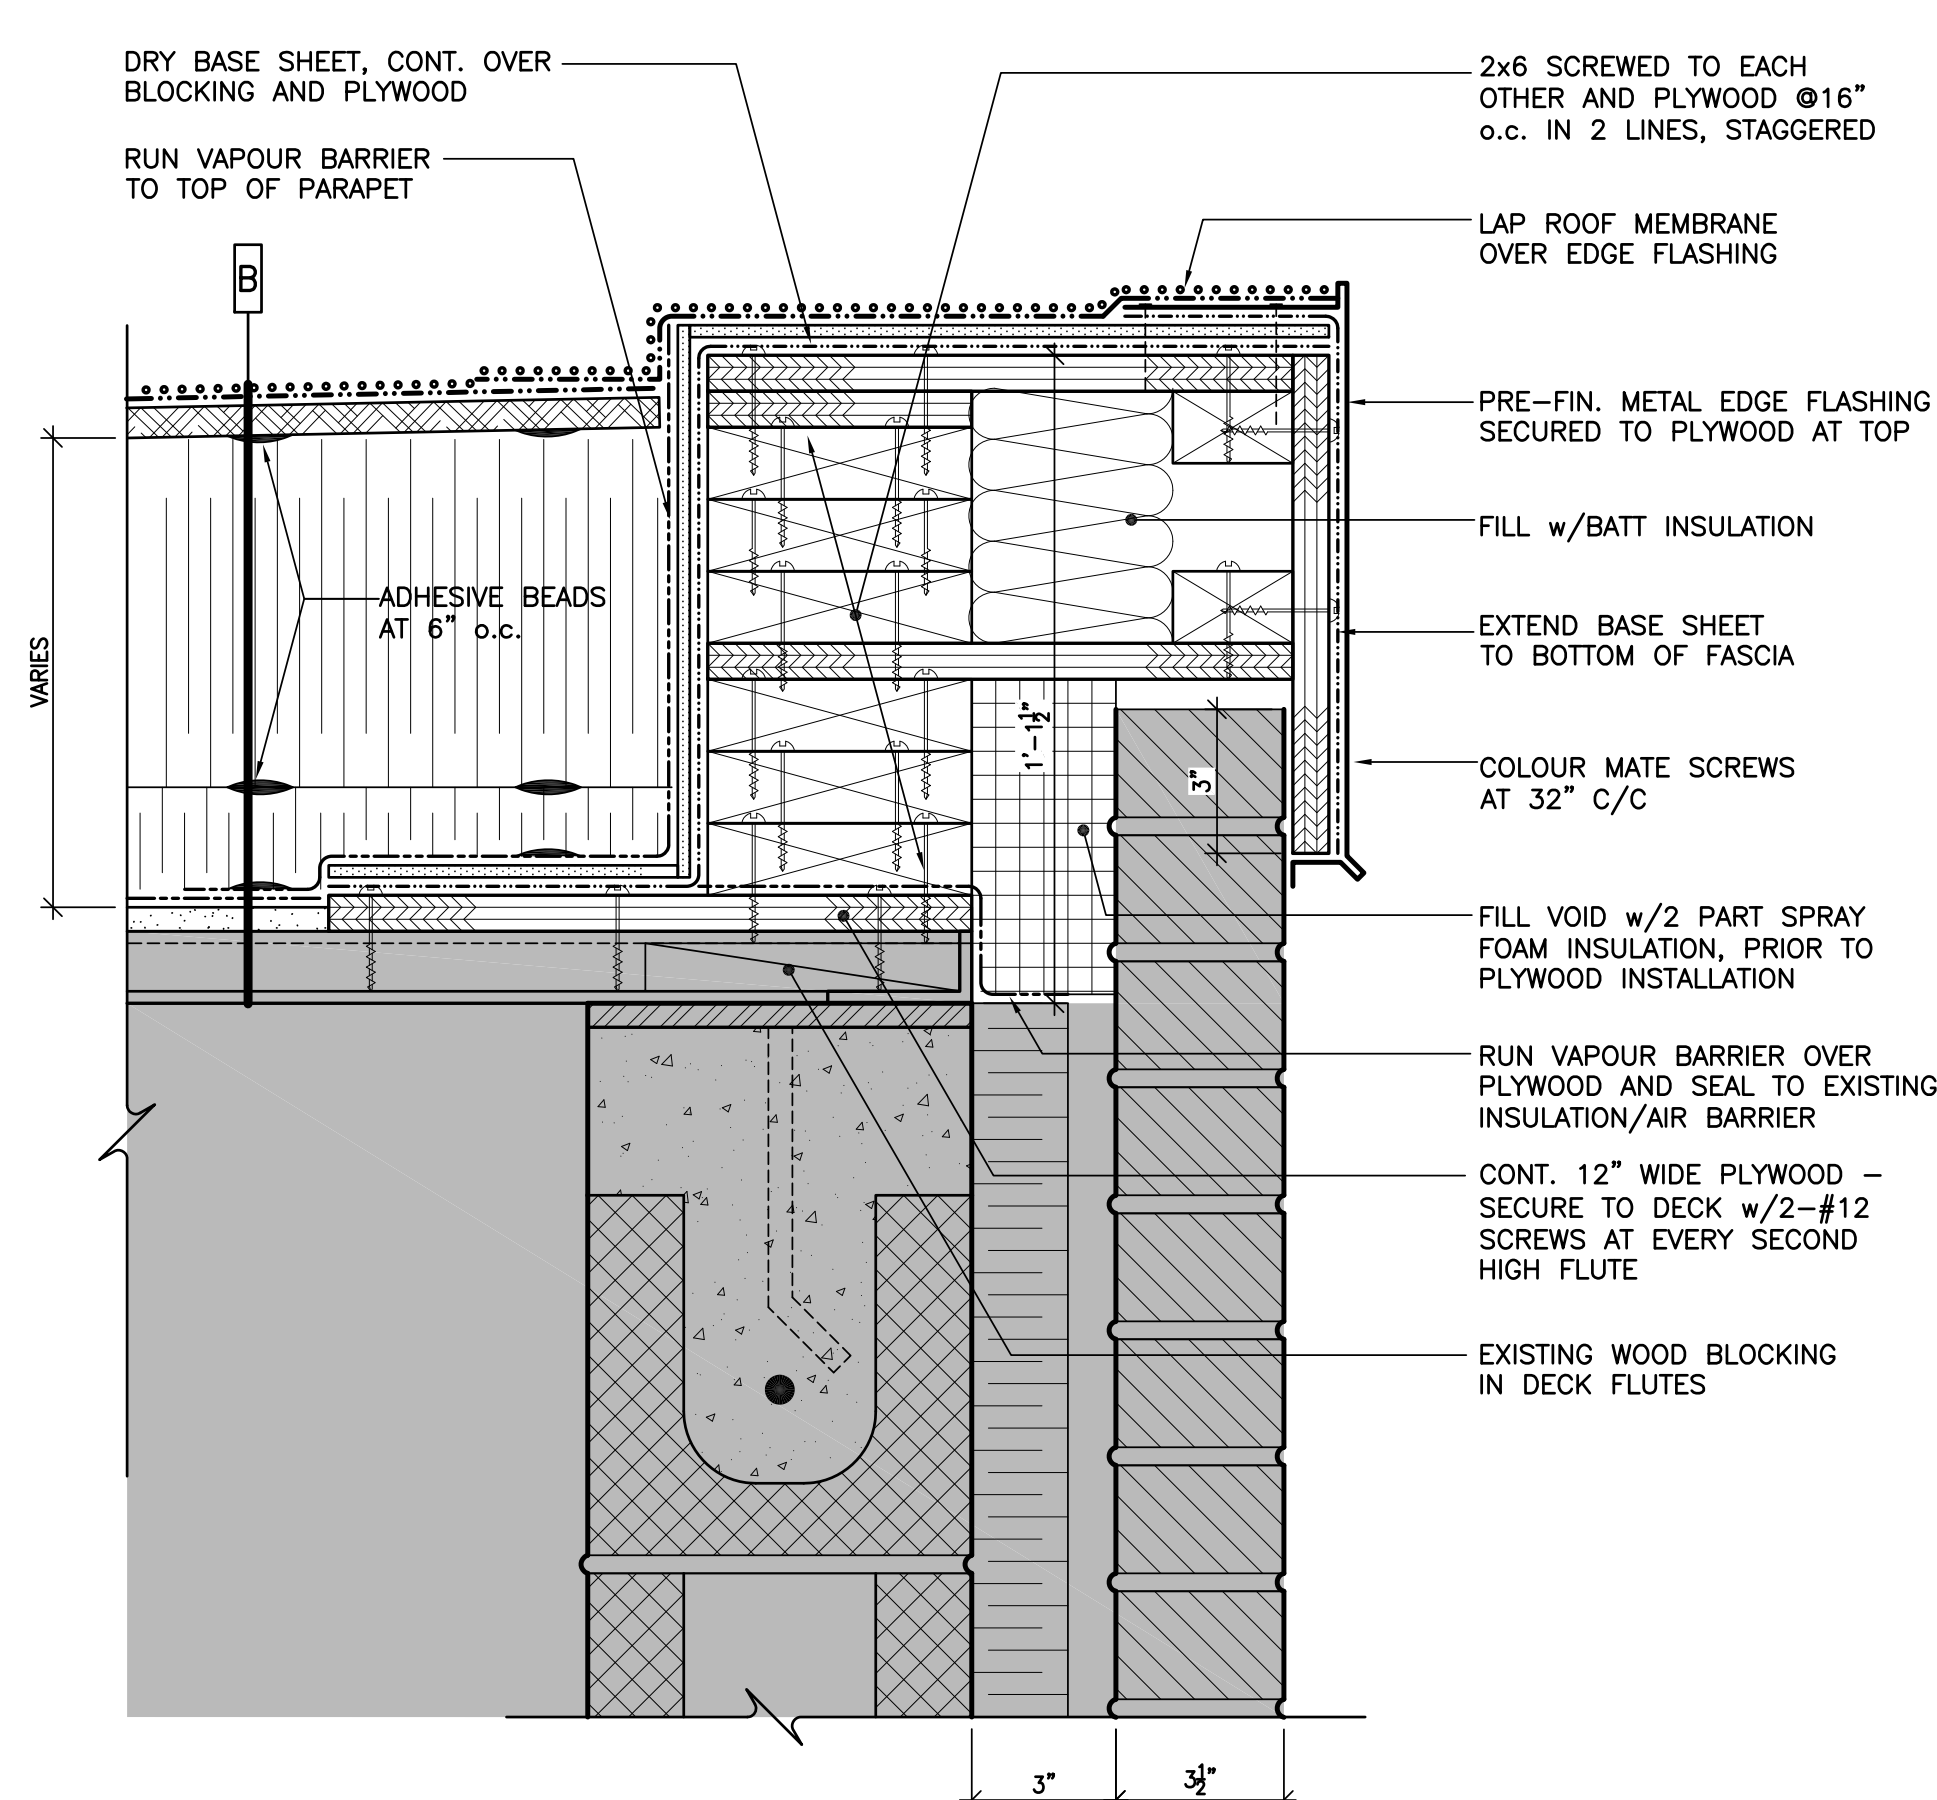 DRY BASE SHEET, CONT. OVER
BLOCKING AND PLYWOOD
RUN VAPOUR BARRIER
TO TOP OF PARAPET
B
ADHESIVE BEADS
AT 6" o.c.
VARIES
2x6 SCREWED TO EACH
OTHER AND PLYWOOD @16"
o.c. IN 2 LINES, STAGGERED
LAP ROOF MEMBRANE
OVER EDGE FLASHING
PRE-FIN. METAL EDGE FLASHING
SECURED TO PLYWOOD AT TOP
FILL w/BATT INSULATION
EXTEND BASE SHEET
TO BOTTOM OF FASCIA
1'-1 1/2"
3"
COLOUR MATE SCREWS
AT 32" C/C
FILL VOID w/2 PART SPRAY
FOAM INSULATION, PRIOR TO
PLYWOOD INSTALLATION
RUN VAPOUR BARRIER OVER
PLYWOOD AND SEAL TO EXISTING
INSULATION/AIR BARRIER
CONT. 12" WIDE PLYWOOD -
SECURE TO DECK w/2-#12
SCREWS AT EVERY SECOND
HIGH FLUTE
EXISTING WOOD BLOCKING
IN DECK FLUTES
3"
3 1/2"